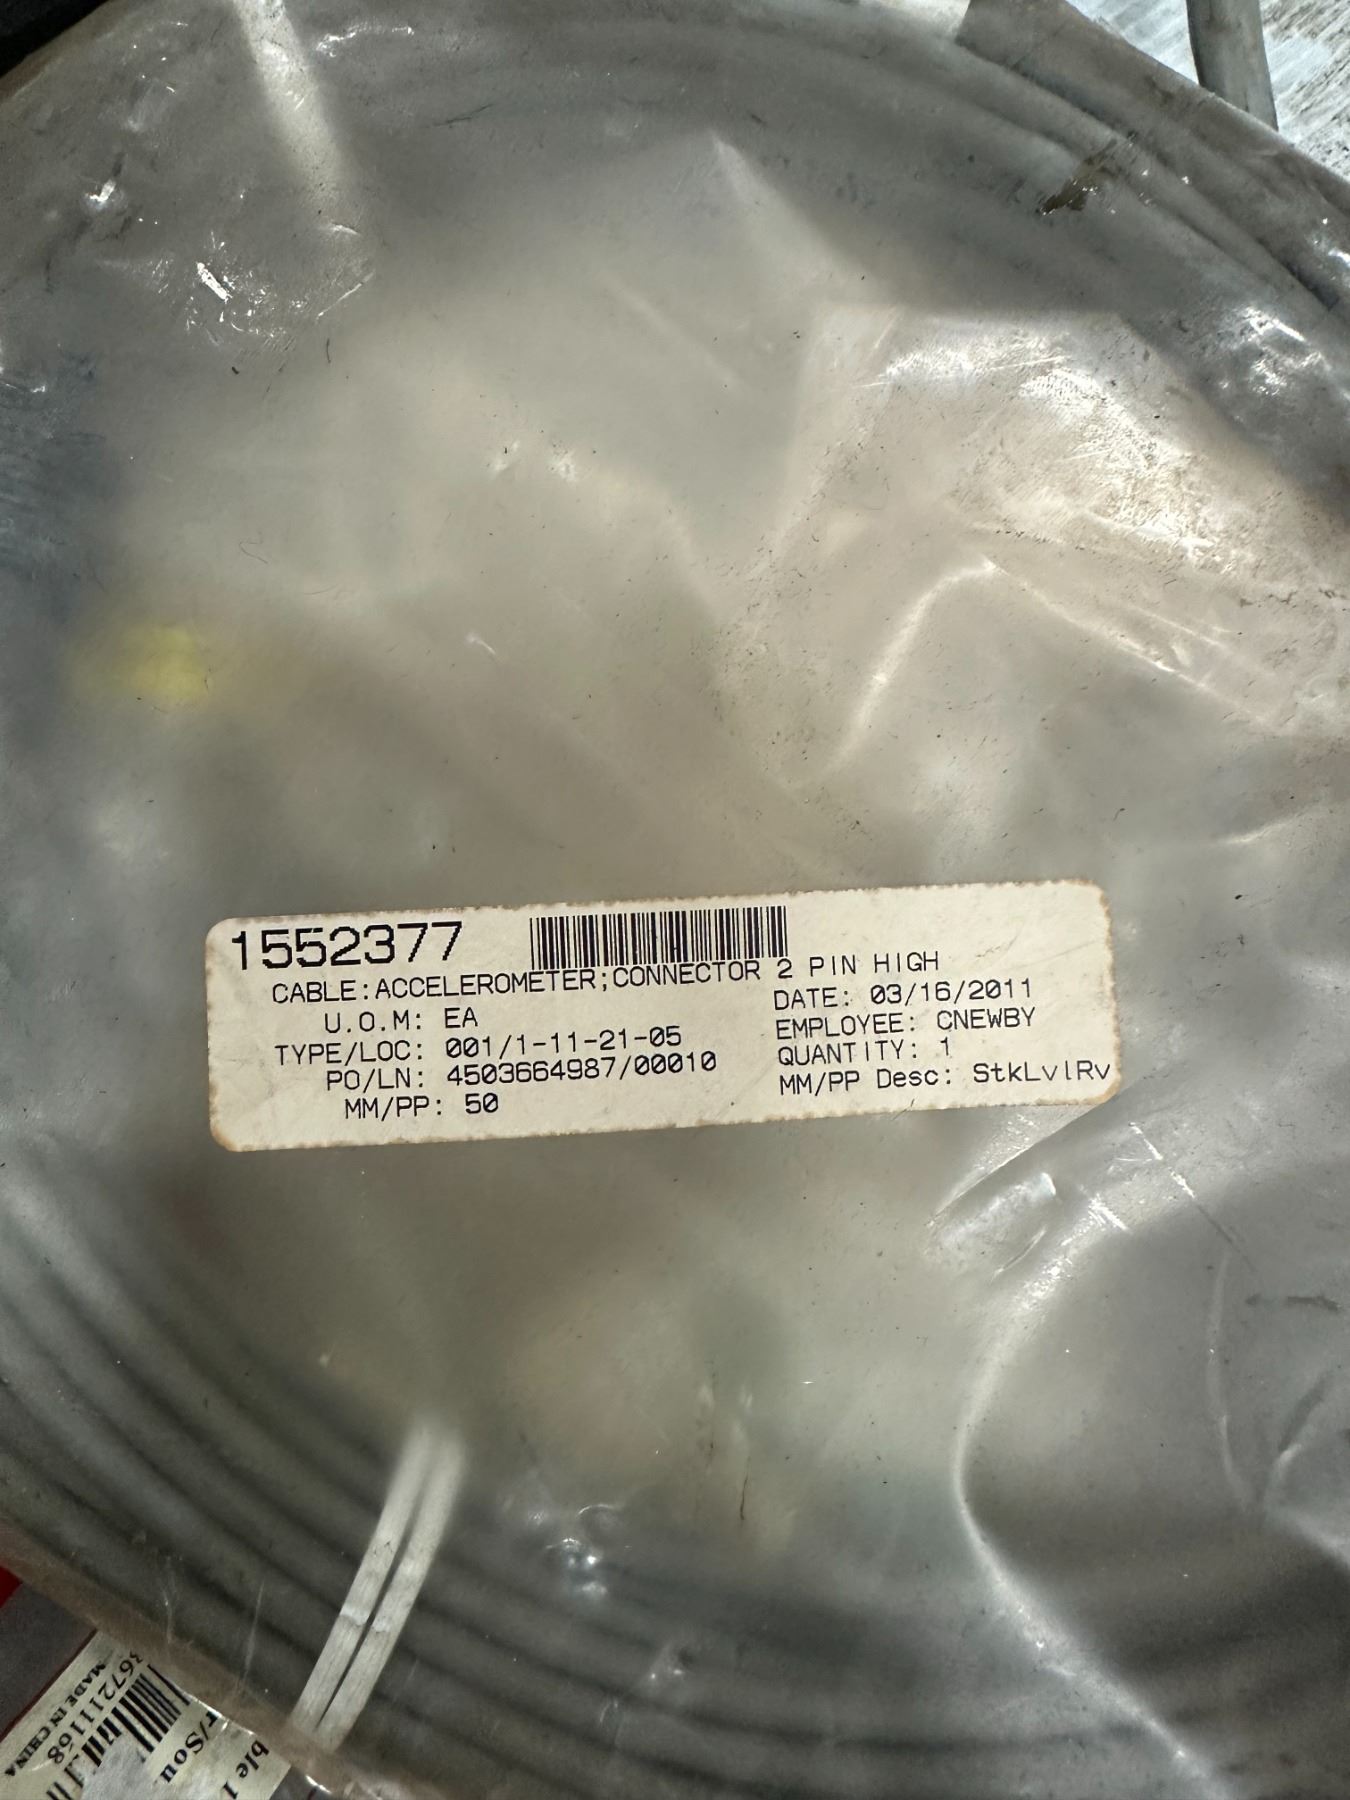 1552377
CABLE:ACCELEROMETER;CONNECTOR 2 PIN HIGH
U.O.M: EA
DATE: 03/16/2011
TYPE/LOC: 001/1-11-21-05
EMPLOYEE: CNEWBY
PO/LN: 4503664987/00010
QUANTITY: 1
MM/PP: 50
MM/PP Desc: StkLvlRv
MADE IN CHINA